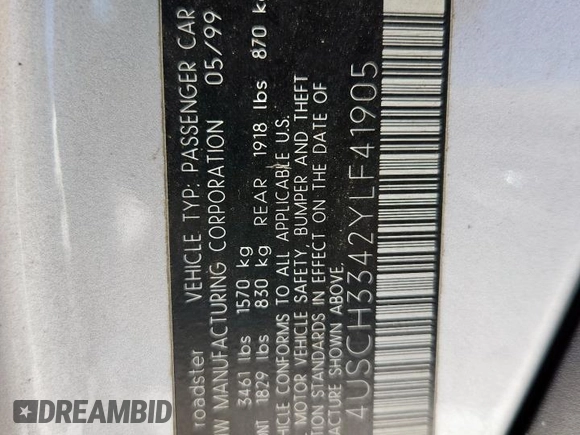 roadster VEHICLE TYP: PASSENGER CAR
MANUFACTURING CORPORATION 05/99
3461 lbs 1570 kg
1829 lbs 830 kg REAR 1918 lbs 870
VEHICLE CONFORMS TO ALL APPLICABLE U.S.
MOTOR VEHICLE SAFETY, BUMPER AND THEFT
STANDARDS IN EFFECT ON THE DATE OF
SHOWN ABOVE.
4USCH3342YLF41905
DREAMBID